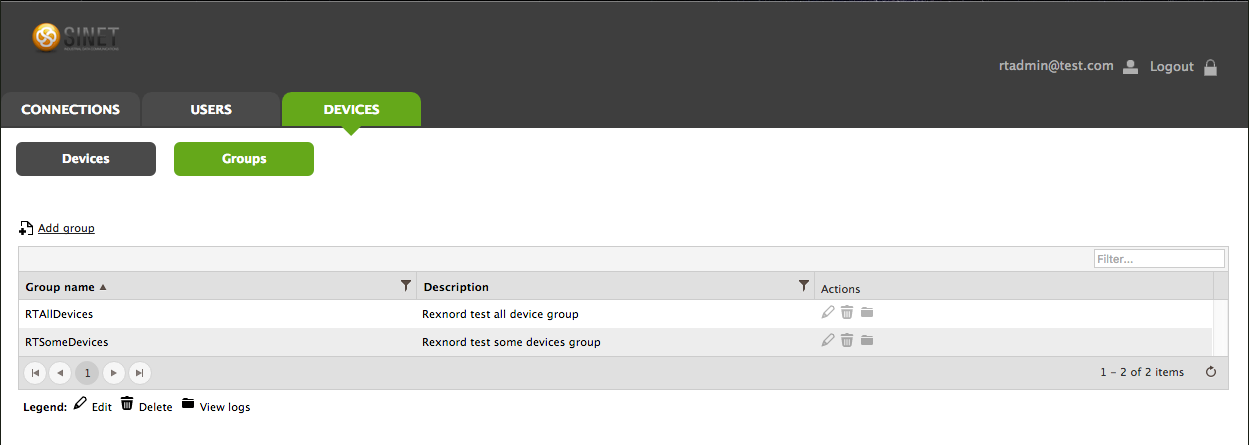 SINET
rtadmin@test.com Logout
CONNECTIONS USERS DEVICES
Devices Groups
Add group
Filter...
Group name Description Actions
RTAllDevices Rexnord test all device group
RTSomeDevices Rexnord test some devices group
1 1 – 2 of 2 items
Legend: Edit Delete View logs